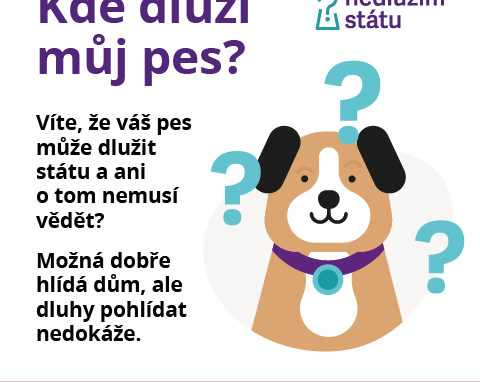 Kde dluží
můj pes?
nedlužím
státu
Víte, že váš pes
může dlužit
státu a ani
o tom nemusí
vědět?
Možná dobře
hlídá dům, ale
dluhy pohlídat
nedokáže.